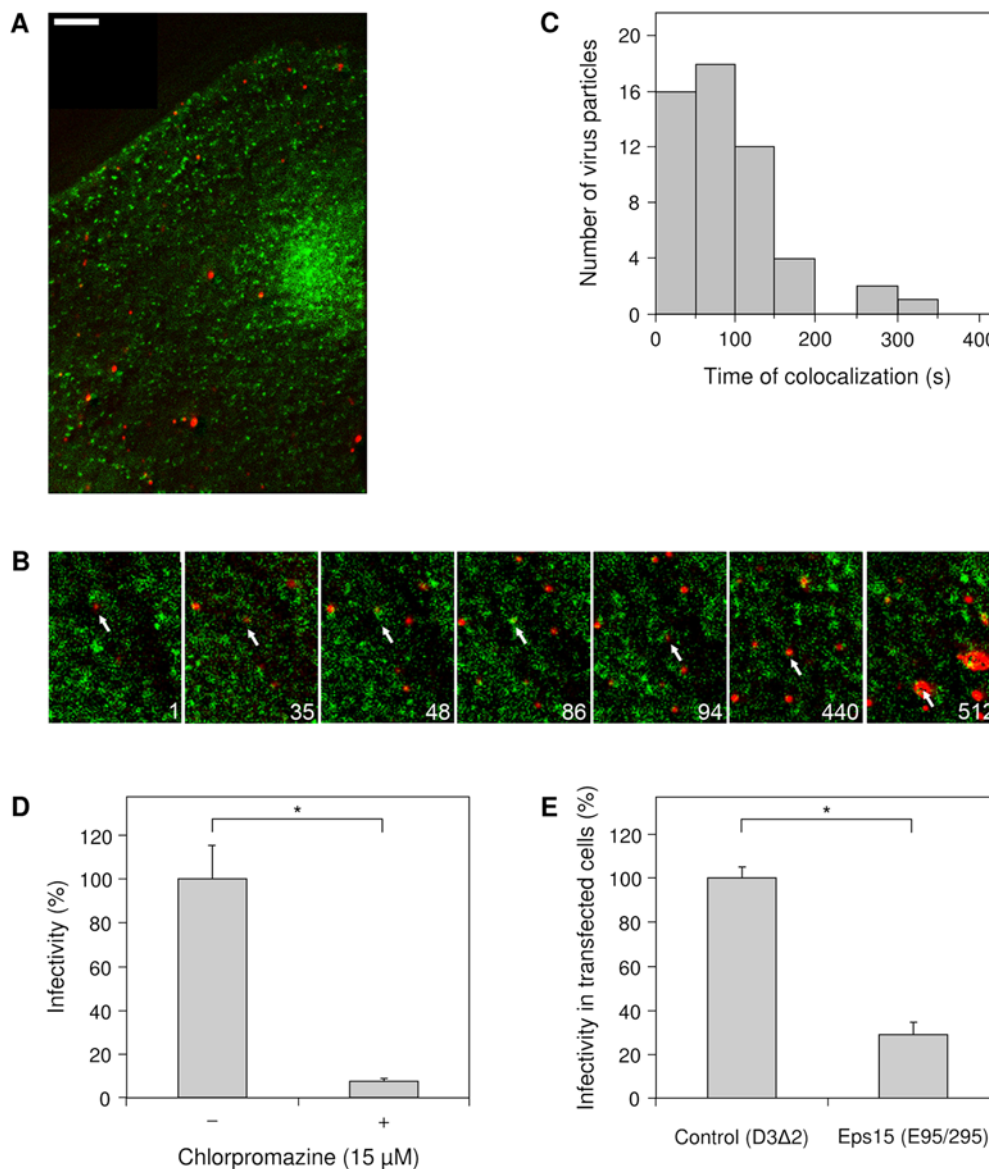 A
C
20
16
12
8
4
0
Number of virus particles
0 100 200 300 400
Time of colocalization (s)
B
1 35 48 86 94 440 512
D
*
120
100
80
60
40
20
0
Infectivity (%)
– +
Chlorpromazine (15 µM)
E
*
120
100
80
60
40
20
0
Infectivity in transfected cells (%)
Control (D3Δ2) Eps15 (E95/295)